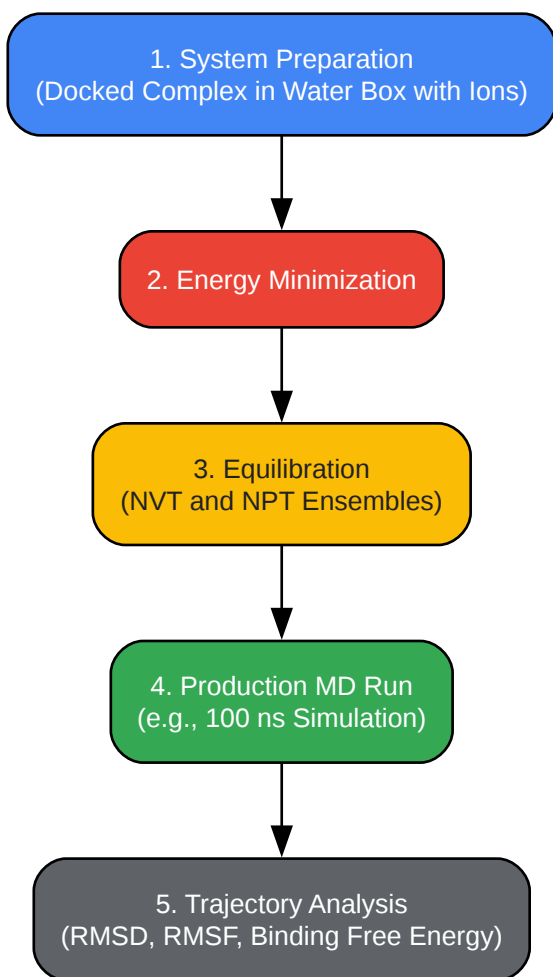 1. System Preparation
(Docked Complex in Water Box with Ions)
2. Energy Minimization
3. Equilibration
(NVT and NPT Ensembles)
4. Production MD Run
(e.g., 100 ns Simulation)
5. Trajectory Analysis
(RMSD, RMSF, Binding Free Energy)